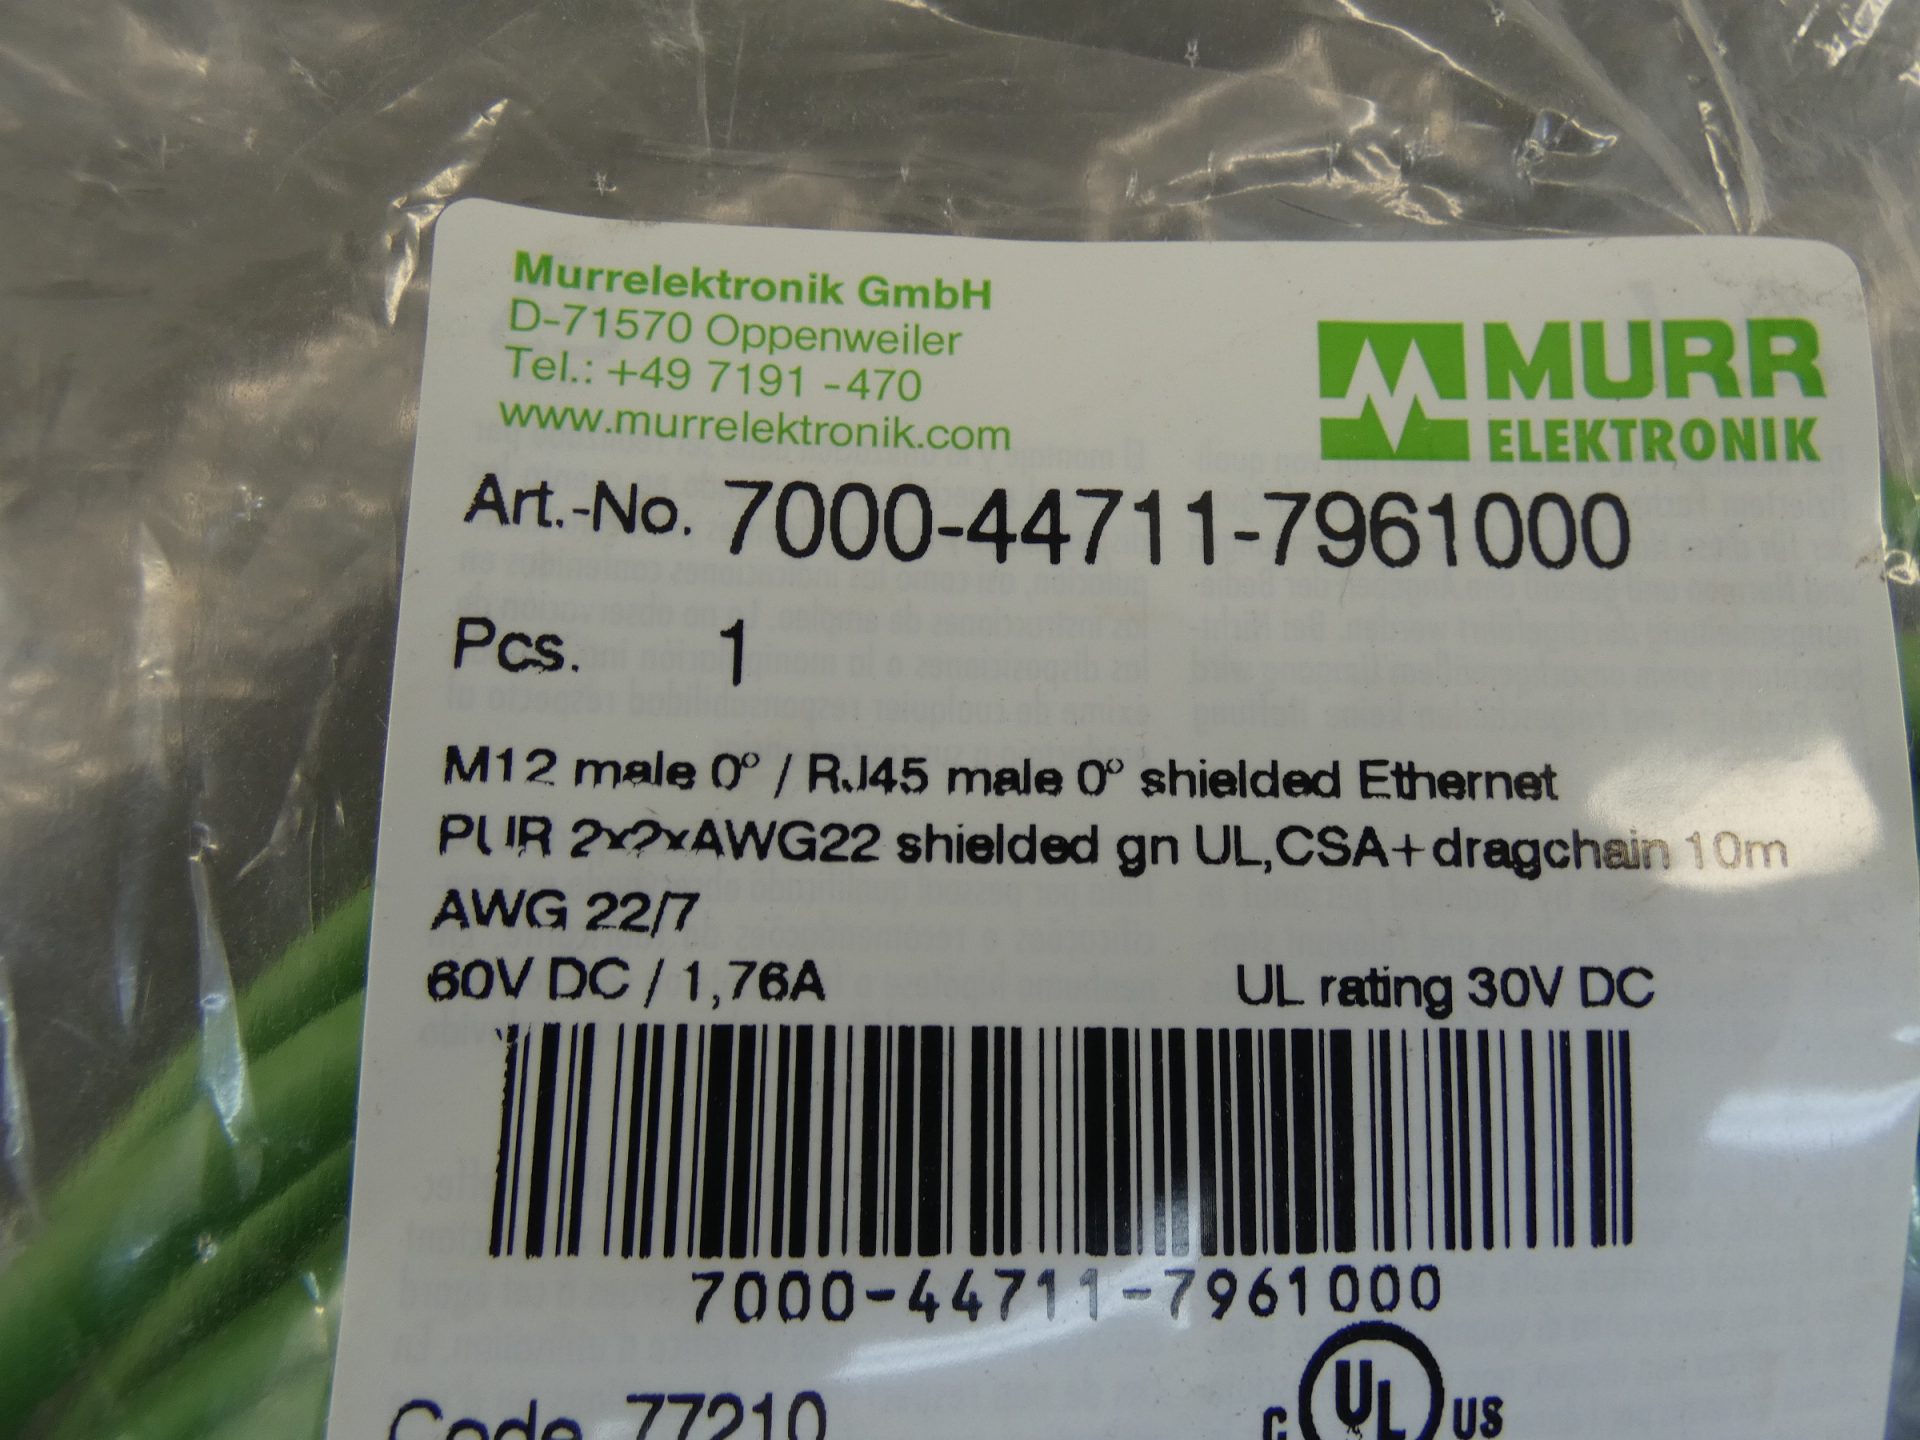 Murrelektronik GmbH
D-71570 Oppenweiler
Tel.: +49 7191 -470
www.murrelektronik.com
MURR
ELEKTRONIK
Art.-No. 7000-44711-7961000
Pcs. 1
M12 male 0° / RJ45 male 0° shielded Ethernet
PUR 2x2xAWG22 shielded gn UL,CSA+dragchain 10m
AWG 22/7
60V DC / 1,76A UL rating 30V DC
7000-44711-7961000
Code 77210
C UL US